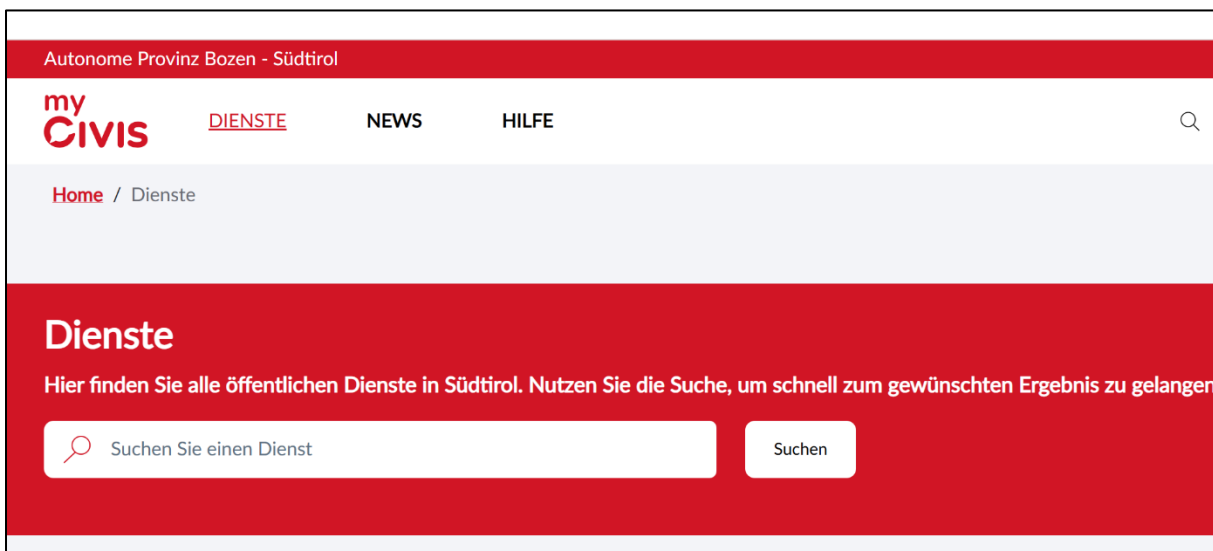 Autonome Provinz Bozen - Südtirol
my
CIVIS
DIENSTE NEWS HILFE
Home / Dienste
Dienste
Hier finden Sie alle öffentlichen Dienste in Südtirol. Nutzen Sie die Suche, um schnell zum gewünschten Ergebnis zu gelangen
Suchen Sie einen Dienst
Suchen